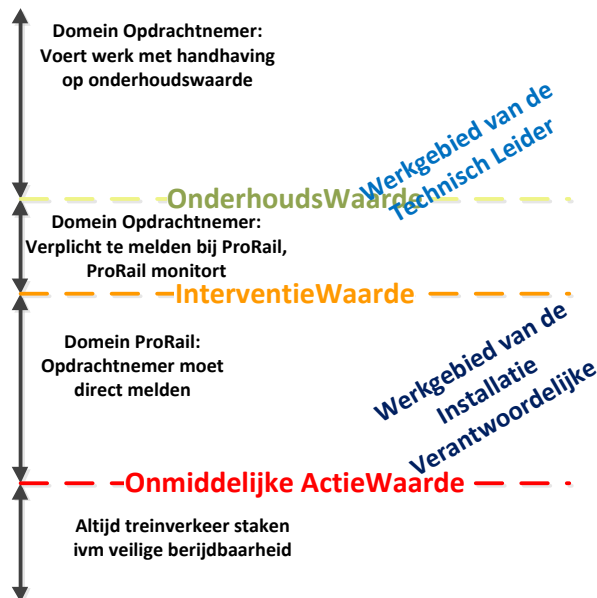 Domein Opdrachtnemer:
Voert werk met handhaving
op onderhoudswaarde
Werkgebied van de
Technisch Leider
OnderhoudsWaarde
Domein Opdrachtnemer:
Verplicht te melden bij ProRail,
ProRail monitort
InterventieWaarde
Domein ProRail:
Opdrachtnemer moet
direct melden
Werkgebied van de
Installatie
Verantwoordelijke
Onmiddelijke ActieWaarde
Altijd treinverkeer staken
ivm veilige berijdbaarheid